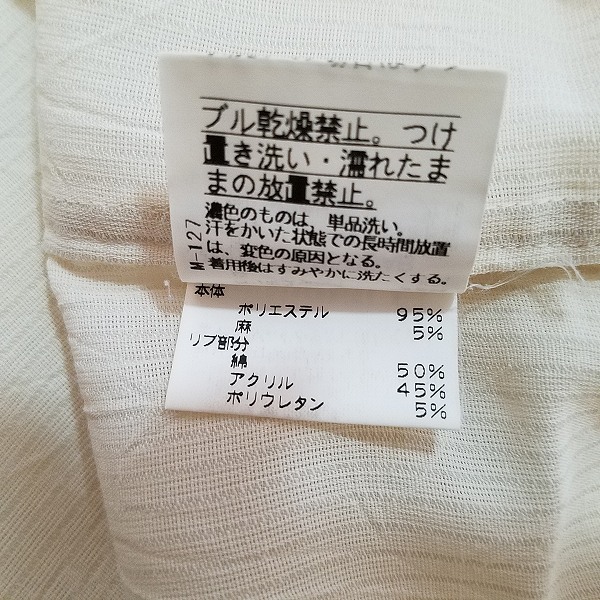 ブル乾燥禁止。つけ
置き洗い・濡れたま
まの放置禁止。
濃色のものは、単品洗い。
汗をかいた状態での長時間放置
は、変色の原因となる。
着用後はすみやかに洗たくする。
M-127
本体
ポリエステル 95%
麻 5%
リブ部分
綿 50%
アクリル 45%
ポリウレタン 5%